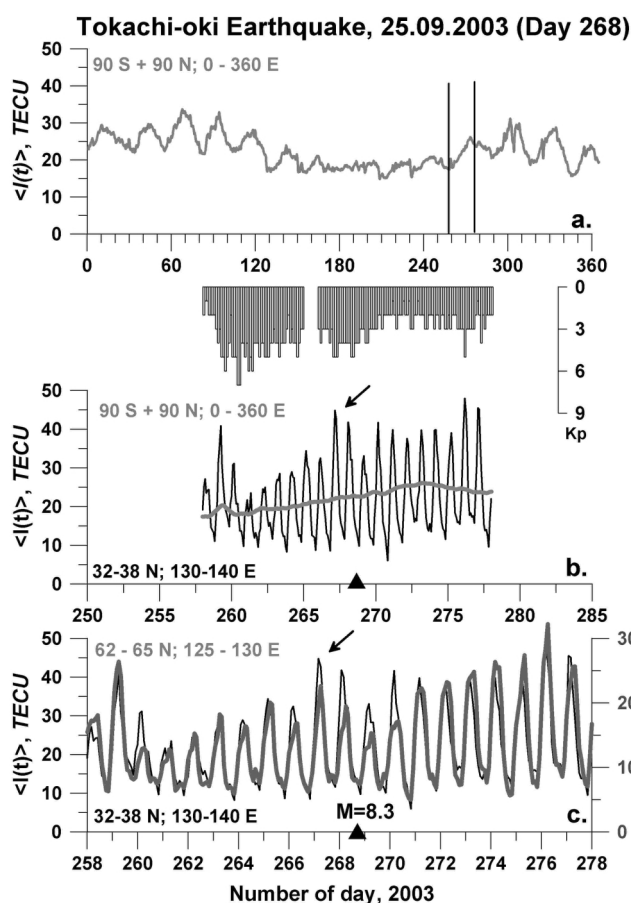 Tokachi-oki Earthquake, 25.09.2003 (Day 268)
50
40
30
20
10
0
<I(t)>, TECU
90 S + 90 N; 0 - 360 E
a.
0 60 120 180 240 300 360
0
3
6
9
Kp
50
40
30
20
10
0
<I(t)>, TECU
90 S + 90 N; 0 - 360 E
32-38 N; 130-140 E
b.
250 255 260 265 270 275 280 285
50
40
30
20
10
0
<I(t)>, TECU
62 - 65 N; 125 - 130 E
30
20
10
0
32-38 N; 130-140 E
M=8.3
c.
258 260 262 264 266 268 270 272 274 276 278
Number of day, 2003